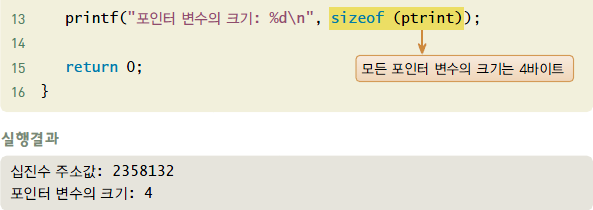 13 printf("포인터 변수의 크기: %d\n", sizeof (ptrint));
14
모든 포인터 변수의 크기는 4바이트
15 return 0;
16 }
실행결과
십진수 주소값: 2358132
포인터 변수의 크기: 4